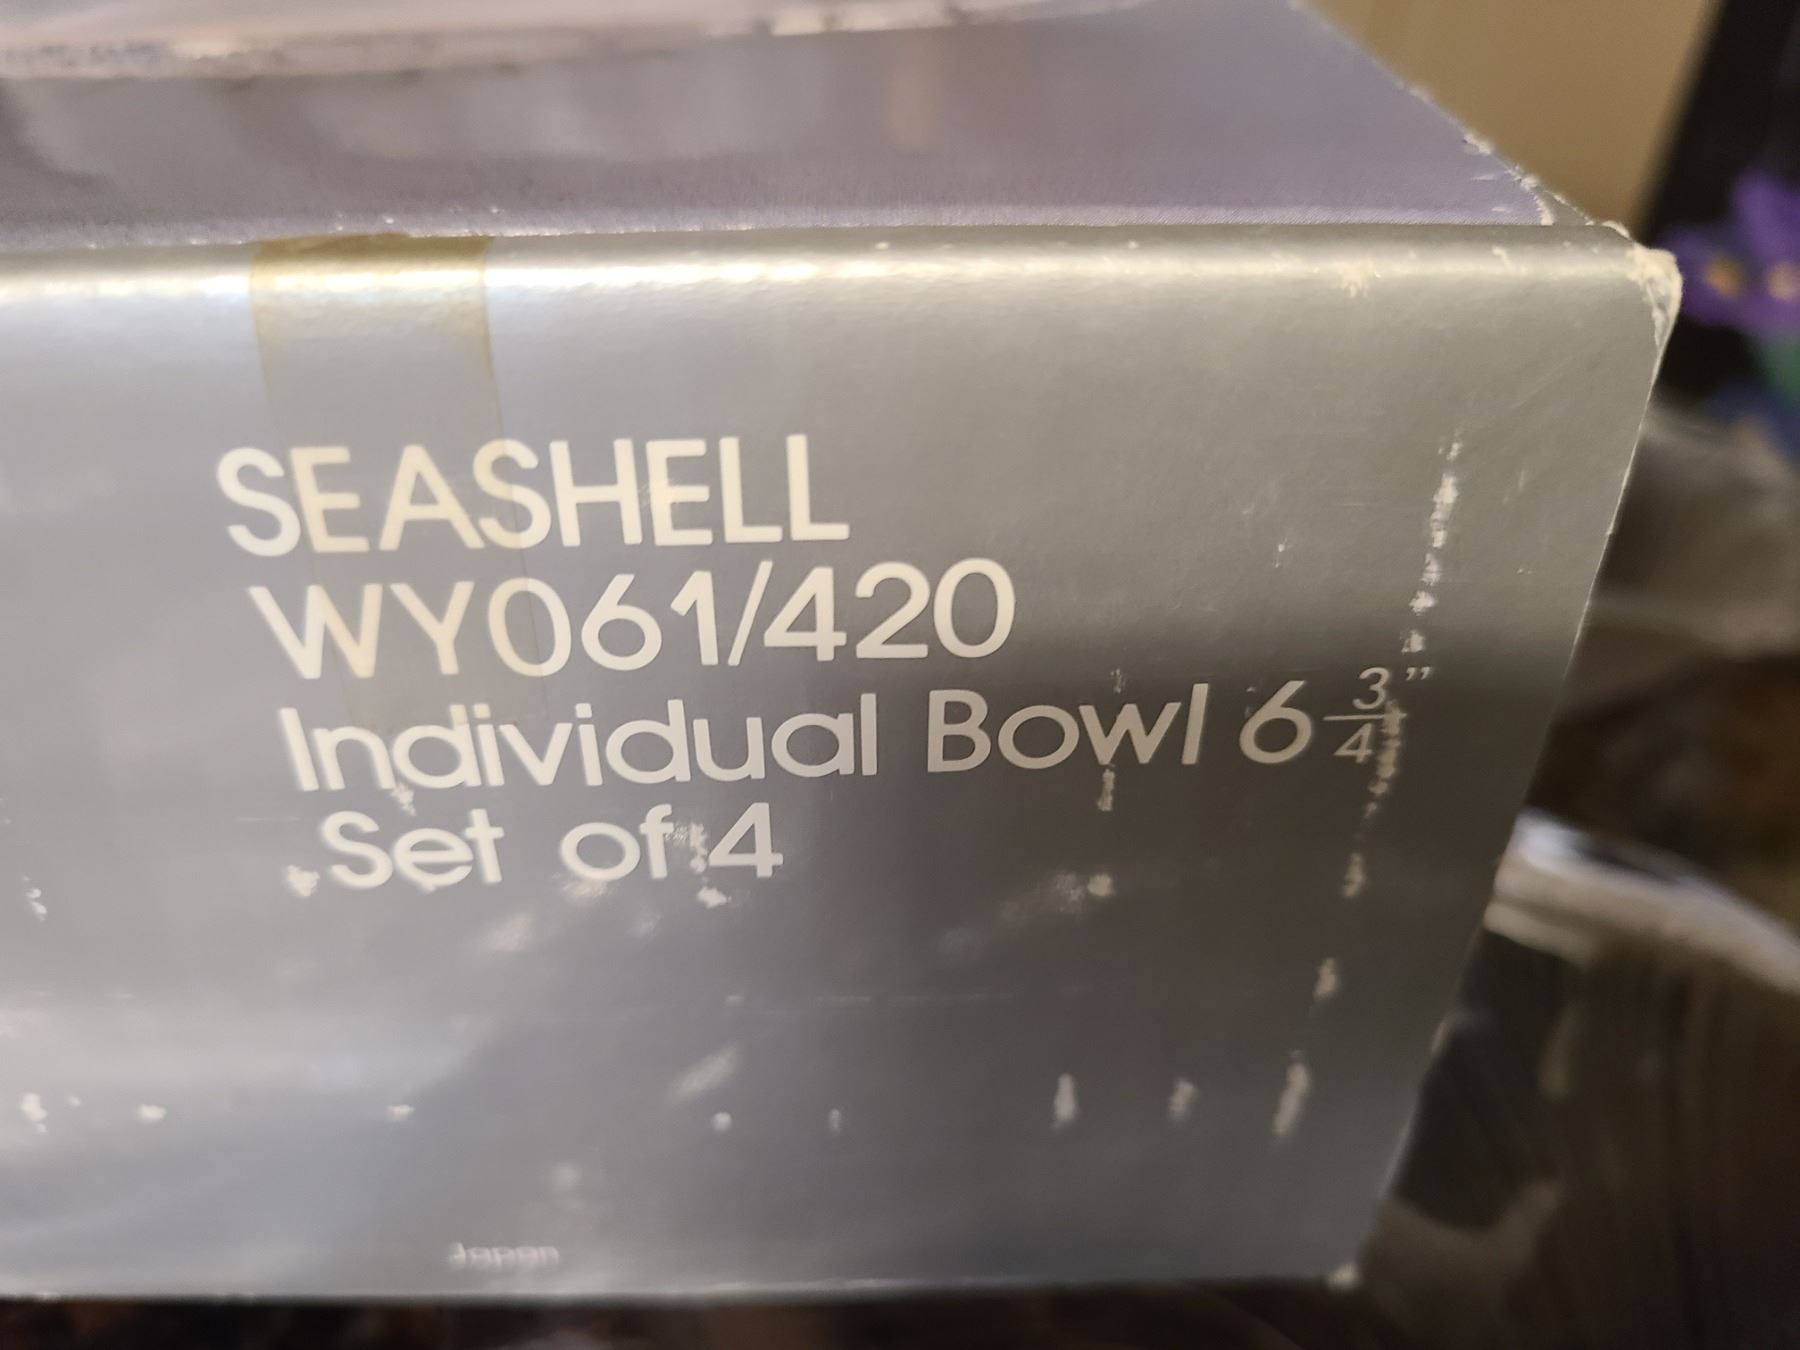 SEASHELL
WY061/420
Individual Bowl 6 3/4"
Set of 4
Japan